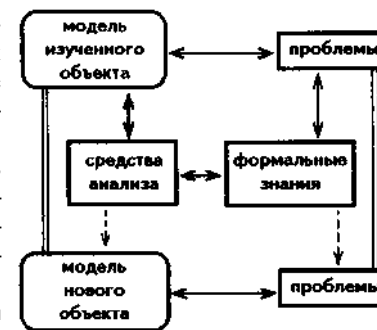 модель
изученного
объекта
проблемы
средства
анализа
формальные
знания
модель
нового
объекта
проблемы